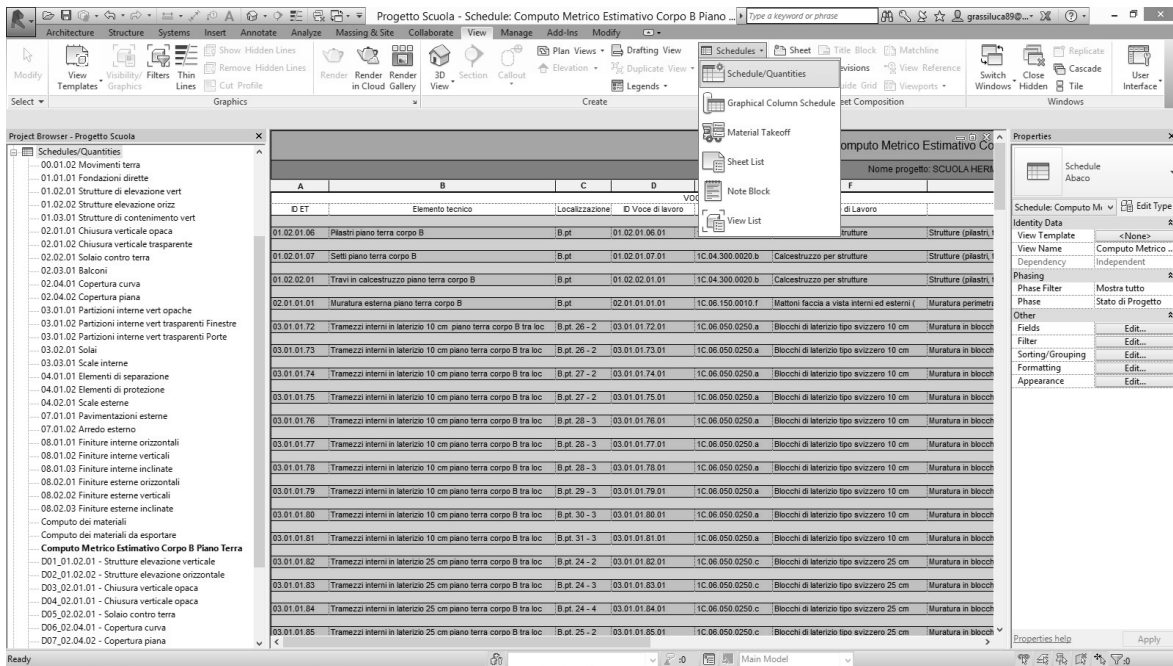 Progetto Scuola - Schedule: Computo Metrico Estimativo Corpo B Piano ...
Type a keyword or phrase
grassiluca89@...
Architecture Structure Systems Insert Annotate Analyze Massing & Site Collaborate View Manage Add-Ins Modify
Modify
View Templates
Visibility/ Graphics
Filters
Thin Lines
Show Hidden Lines
Remove Hidden Lines
Cut Profile
Render
Render in Cloud
Render Gallery
3D View
Section
Callout
Plan Views
Elevation
Drafting View
Duplicate View
Legends
Schedules
Sheet
Title Block
Matchline
View Reference
Viewports
Switch Windows
Close Hidden
Replicate
Cascade
Tile
User Interface
Select
Graphics
Create
Windows
Schedule/Quantities
Graphical Column Schedule
Material Takeoff
Sheet List
Note Block
View List
Project Browser - Progetto Scuola
Schedules/Quantities
00.01.02 Movimenti terra
01.01.01 Fondazioni dirette
01.02.01 Strutture di elevazione vert
01.02.02 Strutture elevazione orizz
01.03.01 Strutture di contenimento vert
02.01.01 Chiusura verticale opaca
02.01.02 Chiusura verticale trasparente
02.02.01 Solaio contro terra
02.03.01 Balconi
02.04.01 Copertura curva
02.04.02 Copertura piana
03.01.01 Partizioni interne vert opache
03.01.02 Partizioni interne vert trasparenti Finestre
03.01.02 Partizioni interne vert trasparenti Porte
03.02.01 Solai
03.03.01 Scale interne
04.01.01 Elementi di separazione
04.01.02 Elementi di protezione
04.02.01 Scale esterne
07.01.01 Pavimentazioni esterne
07.01.02 Arredo esterno
08.01.01 Finiture interne orizzontali
08.01.02 Finiture interne verticali
08.01.03 Finiture interne inclinate
08.02.01 Finiture esterne orizzontali
08.02.02 Finiture esterne verticali
08.02.03 Finiture esterne inclinate
Computo dei materiali
Computo dei materiali da esportare
Computo Metrico Estimativo Corpo B Piano Terra
D01_01.02.01 - Strutture elevazione verticale
D02_01.02.02 - Strutture elevazione orizzontale
D03_02.01.01 - Chiusura verticale opaca
D04_02.01.01 - Chiusura verticale opaca
D05_02.02.01 - Solaio contro terra
D06_02.04.01 - Copertura curva
D07_02.04.02 - Copertura piana
omputo Metrico Estimativo Co
Nome progetto: SCUOLA HERM
A B C D F
ID ET Elemento tecnico Localizzazione ID Voce di lavoro di Lavoro
01.02.01.06 Pilastri piano terra corpo B B.pt 01.02.01.06.01 trutture Strutture (pilastri, t
01.02.01.07 Setti piano terra corpo B B.pt 01.02.01.07.01 1C.04.300.0020.b Calcestruzzo per strutture Strutture (pilastri, t
01.02.02.01 Travi in calcestruzzo piano terra corpo B B.pt 01.02.02.01.01 1C.04.300.0020.b Calcestruzzo per strutture Strutture (pilastri, t
02.01.01.01 Muratura esterna piano terra corpo B B.pt 02.01.01.01.01 1C.06.150.0010.f Mattoni faccia a vista interni ed esterni ( Muratura perimetra
03.01.01.72 Tramezzi interni in laterizio 10 cm piano terra corpo B tra loc B.pt. 26 - 2 03.01.01.72.01 1C.06.050.0250.a Blocchi di laterizio tipo svizzero 10 cm Muratura in blocch
03.01.01.73 Tramezzi interni in laterizio 10 cm piano terra corpo B tra loc B.pt. 26 - 2 03.01.01.73.01 1C.06.050.0250.a Blocchi di laterizio tipo svizzero 10 cm Muratura in blocch
03.01.01.74 Tramezzi interni in laterizio 10 cm piano terra corpo B tra loc B.pt. 27 - 2 03.01.01.74.01 1C.06.050.0250.a Blocchi di laterizio tipo svizzero 10 cm Muratura in blocch
03.01.01.75 Tramezzi interni in laterizio 10 cm piano terra corpo B tra loc B.pt. 27 - 2 03.01.01.75.01 1C.06.050.0250.a Blocchi di laterizio tipo svizzero 10 cm Muratura in blocch
03.01.01.76 Tramezzi interni in laterizio 10 cm piano terra corpo B tra loc B.pt. 28 - 3 03.01.01.76.01 1C.06.050.0250.a Blocchi di laterizio tipo svizzero 10 cm Muratura in blocch
03.01.01.77 Tramezzi interni in laterizio 10 cm piano terra corpo B tra loc B.pt. 28 - 3 03.01.01.77.01 1C.06.050.0250.a Blocchi di laterizio tipo svizzero 10 cm Muratura in blocch
03.01.01.78 Tramezzi interni in laterizio 10 cm piano terra corpo B tra loc B.pt. 28 - 3 03.01.01.78.01 1C.06.050.0250.a Blocchi di laterizio tipo svizzero 10 cm Muratura in blocch
03.01.01.79 Tramezzi interni in laterizio 10 cm piano terra corpo B tra loc B.pt. 29 - 3 03.01.01.79.01 1C.06.050.0250.a Blocchi di laterizio tipo svizzero 10 cm Muratura in blocch
03.01.01.80 Tramezzi interni in laterizio 10 cm piano terra corpo B tra loc B.pt. 30 - 3 03.01.01.80.01 1C.06.050.0250.a Blocchi di laterizio tipo svizzero 10 cm Muratura in blocch
03.01.01.81 Tramezzi interni in laterizio 10 cm piano terra corpo B tra loc B.pt. 31 - 3 03.01.01.81.01 1C.06.050.0250.a Blocchi di laterizio tipo svizzero 10 cm Muratura in blocch
03.01.01.82 Tramezzi interni in laterizio 25 cm piano terra corpo B tra loc B.pt. 24 - 2 03.01.01.82.01 1C.06.050.0250.c Blocchi di laterizio tipo svizzero 25 cm Muratura in blocch
03.01.01.83 Tramezzi interni in laterizio 25 cm piano terra corpo B tra loc B.pt. 24 - 3 03.01.01.83.01 1C.06.050.0250.c Blocchi di laterizio tipo svizzero 25 cm Muratura in blocch
03.01.01.84 Tramezzi interni in laterizio 25 cm piano terra corpo B tra loc B.pt. 24 - 4 03.01.01.84.01 1C.06.050.0250.c Blocchi di laterizio tipo svizzero 25 cm Muratura in blocch
03.01.01.85 Tramezzi interni in laterizio 25 cm piano terra corpo B tra loc B.pt. 25 - 2 03.01.01.85.01 1C.06.050.0250.c Blocchi di laterizio tipo svizzero 25 cm Muratura in blocch
Properties
Schedule
Abaco
Schedule: Computo M
Edit Type
Identity Data
View Template <None>
View Name Computo Metrico ...
Dependency Independent
Phasing
Phase Filter Mostra tutto
Phase Stato di Progetto
Other
Fields Edit...
Filter Edit...
Sorting/Grouping Edit...
Formatting Edit...
Appearance Edit...
Properties help
Apply
Ready
:0
Main Model
:0